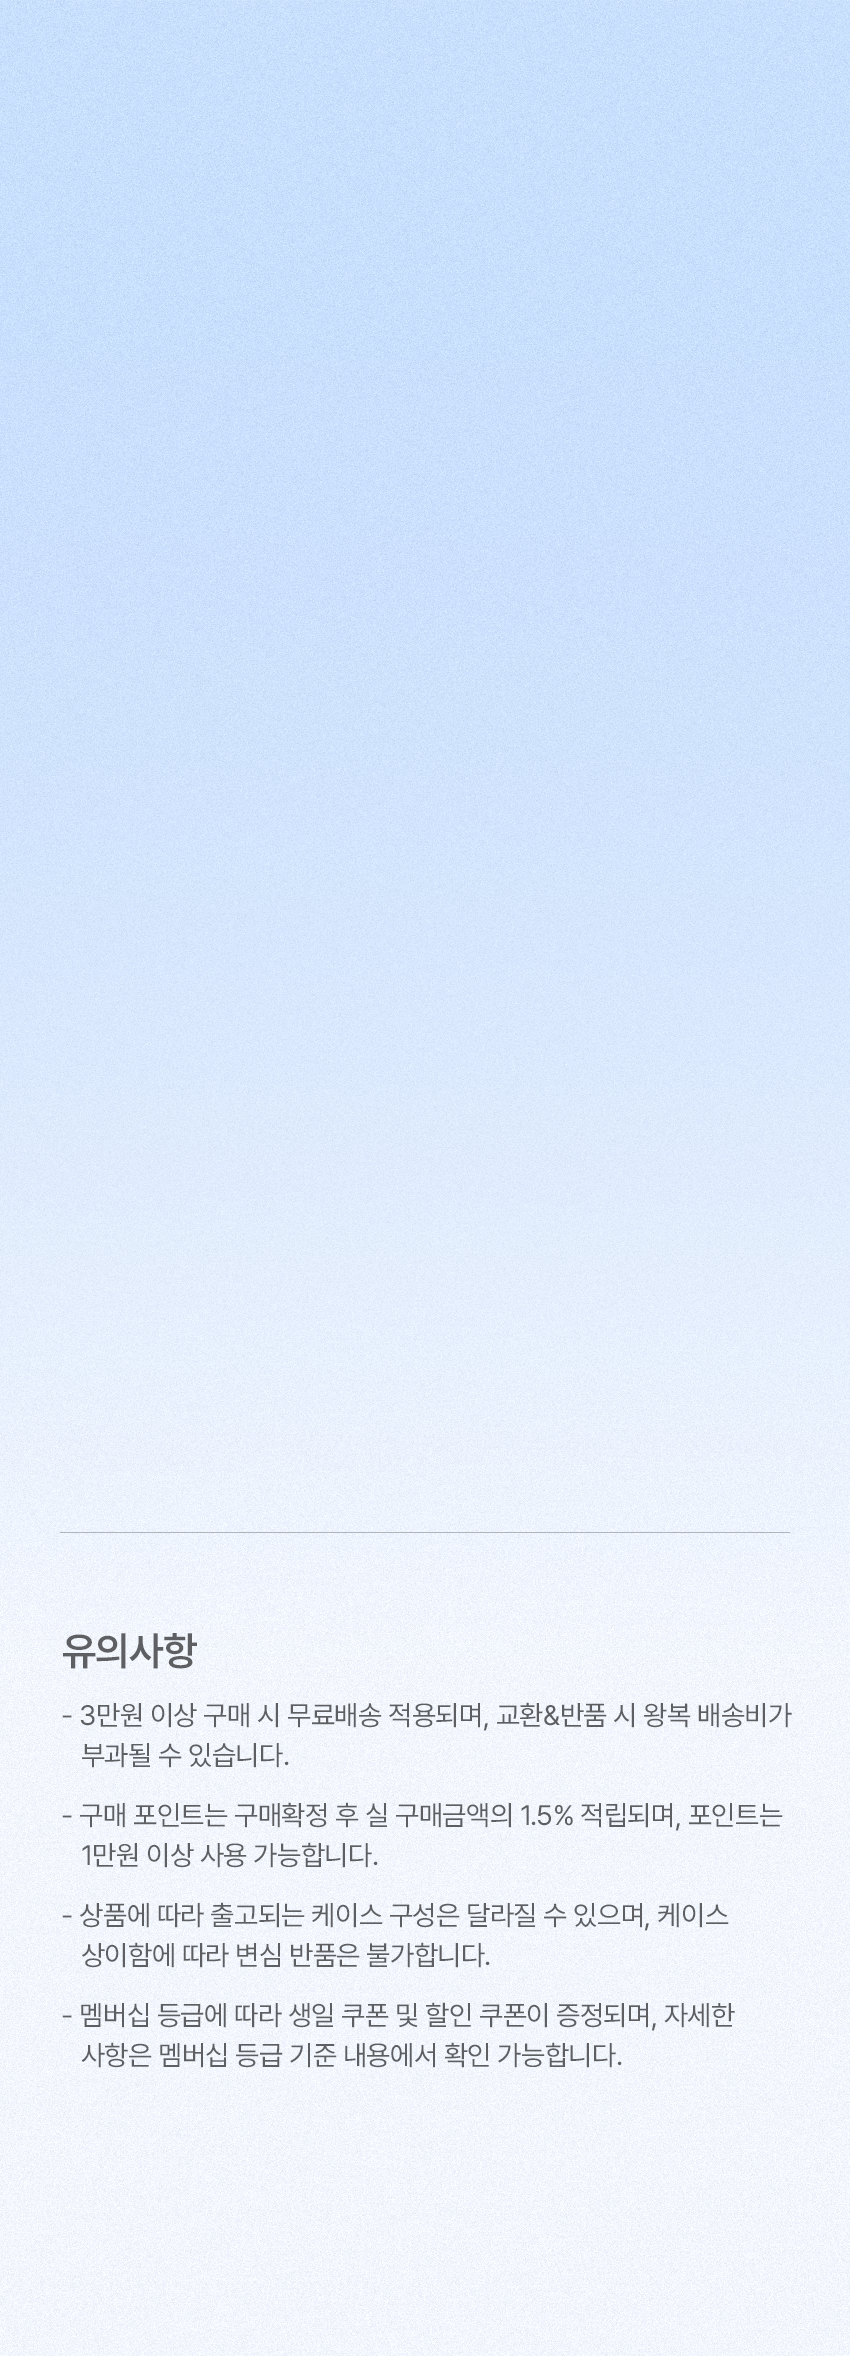 유의사항
- 3만원 이상 구매 시 무료배송 적용되며, 교환&반품 시 왕복 배송비가
부과될 수 있습니다.
- 구매 포인트는 구매확정 후 실 구매금액의 1.5% 적립되며, 포인트는
1만원 이상 사용 가능합니다.
- 상품에 따라 출고되는 케이스 구성은 달라질 수 있으며, 케이스
상이함에 따라 변심 반품은 불가합니다.
- 멤버십 등급에 따라 생일 쿠폰 및 할인 쿠폰이 증정되며, 자세한
사항은 멤버십 등급 기준 내용에서 확인 가능합니다.